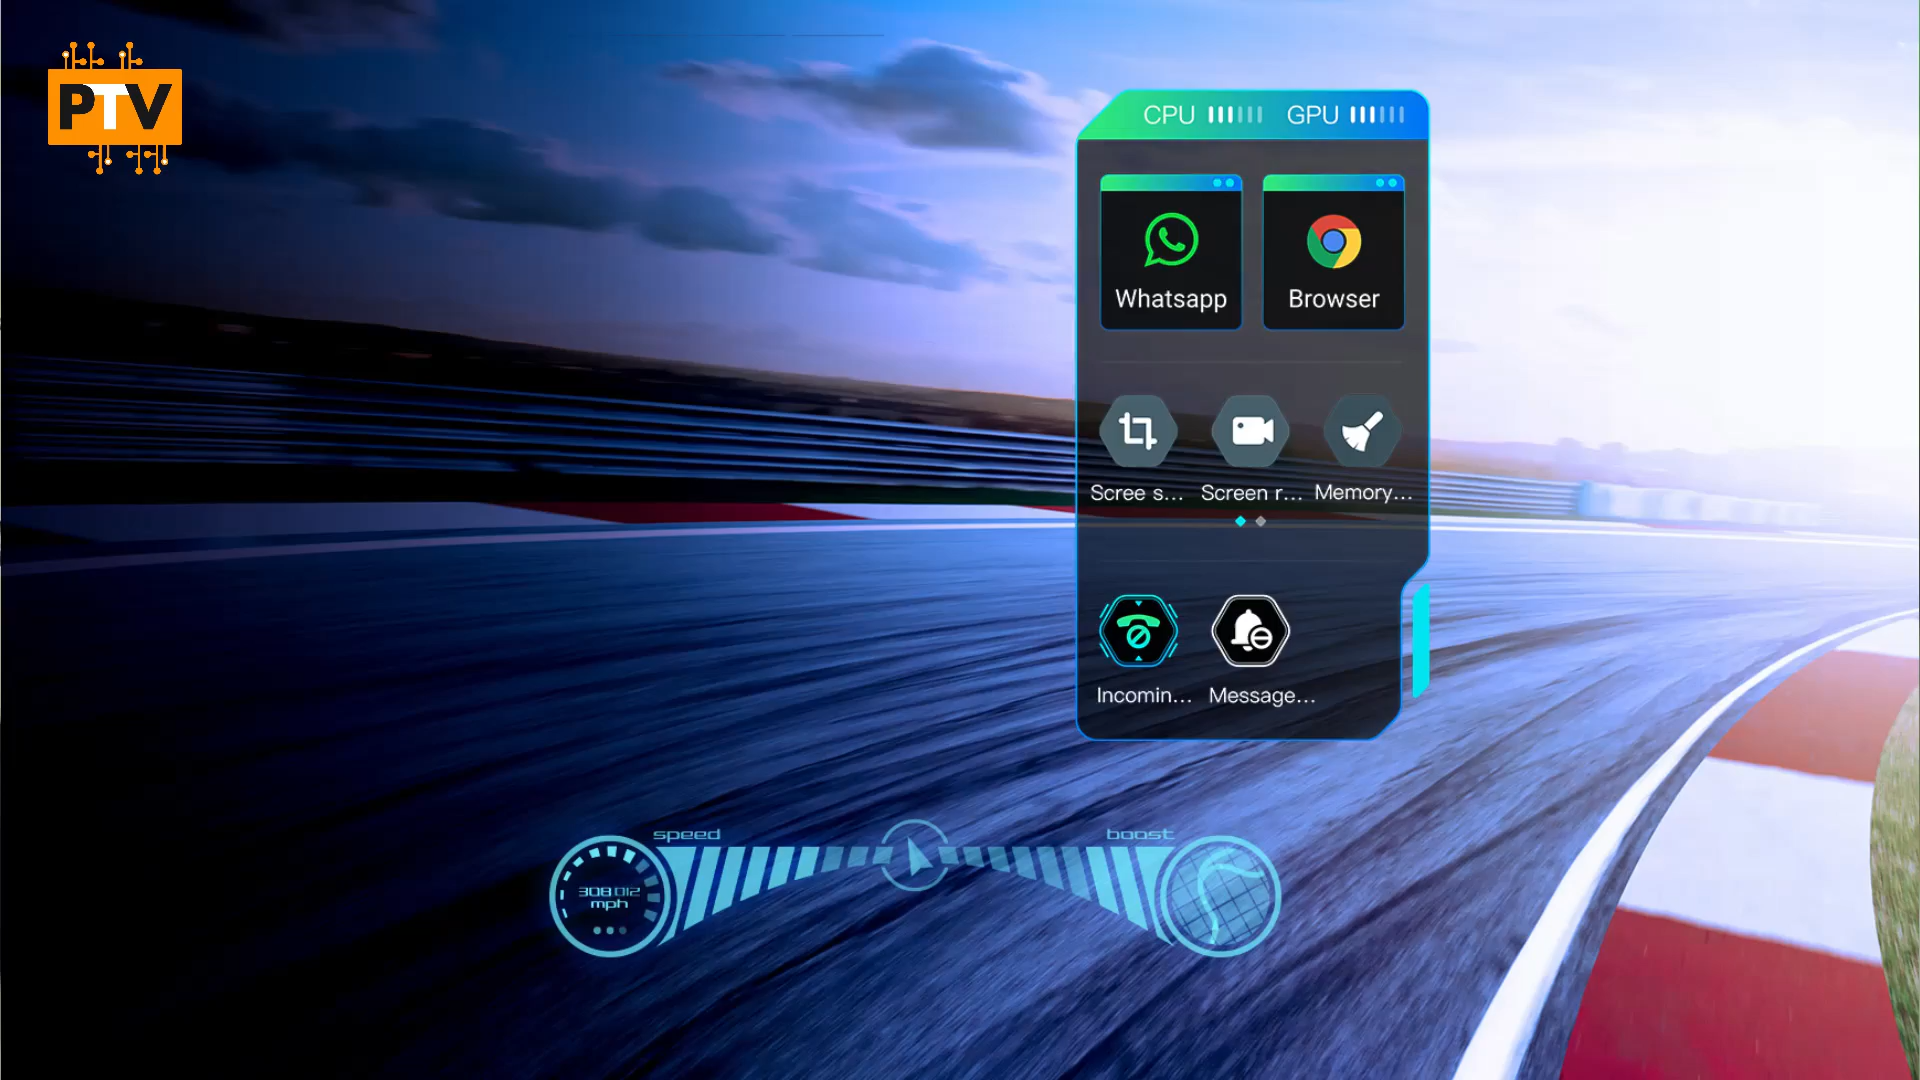 PTV
CPU GPU
Whatsapp Browser
Scree s... Screen r... Memory...
Incomin... Message...
speed boost
308.012
mph